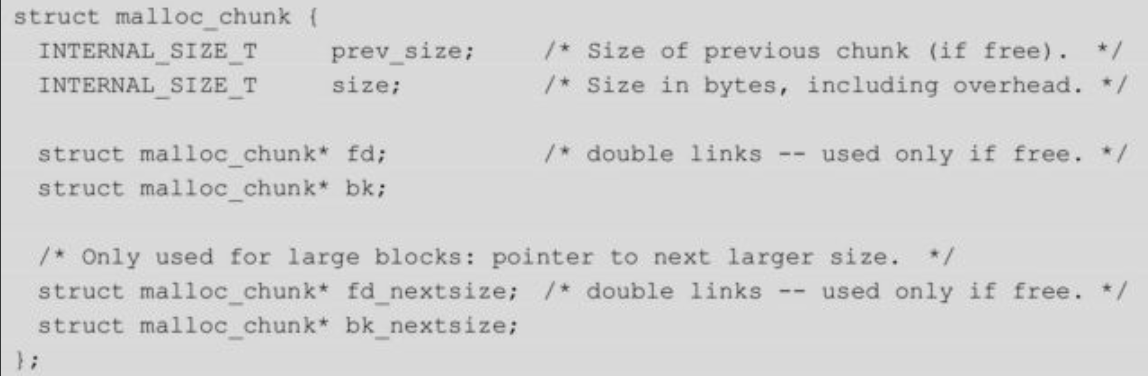 struct malloc_chunk {
  INTERNAL_SIZE_T      prev_size;      /* Size of previous chunk (if free).  */
  INTERNAL_SIZE_T      size;           /* Size in bytes, including overhead. */

  struct malloc_chunk* fd;             /* double links -- used only if free. */
  struct malloc_chunk* bk;

  /* Only used for large blocks: pointer to next larger size.  */
  struct malloc_chunk* fd_nextsize; /* double links -- used only if free. */
  struct malloc_chunk* bk_nextsize;
};